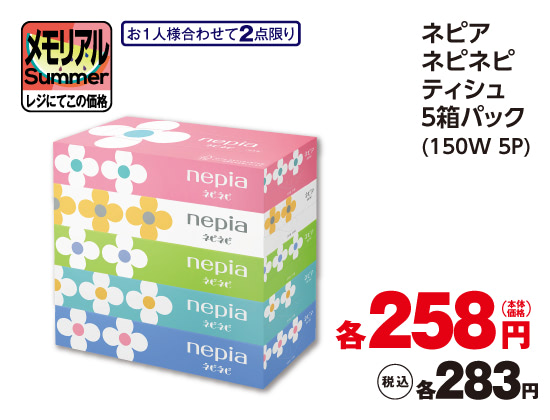 メモリアル
Summer
レジにてこの価格
お1人様合わせて2点限り
ネピア
ネピネピ
ティシュ
5箱パック
(150W 5P)
nepia
nepia
ネピネピ
nepia
ネピネピ
nepia
ネピネピ
nepia
ネピネピ
nepia
ネピネピ
各258円(本体価格)
税込 各283円